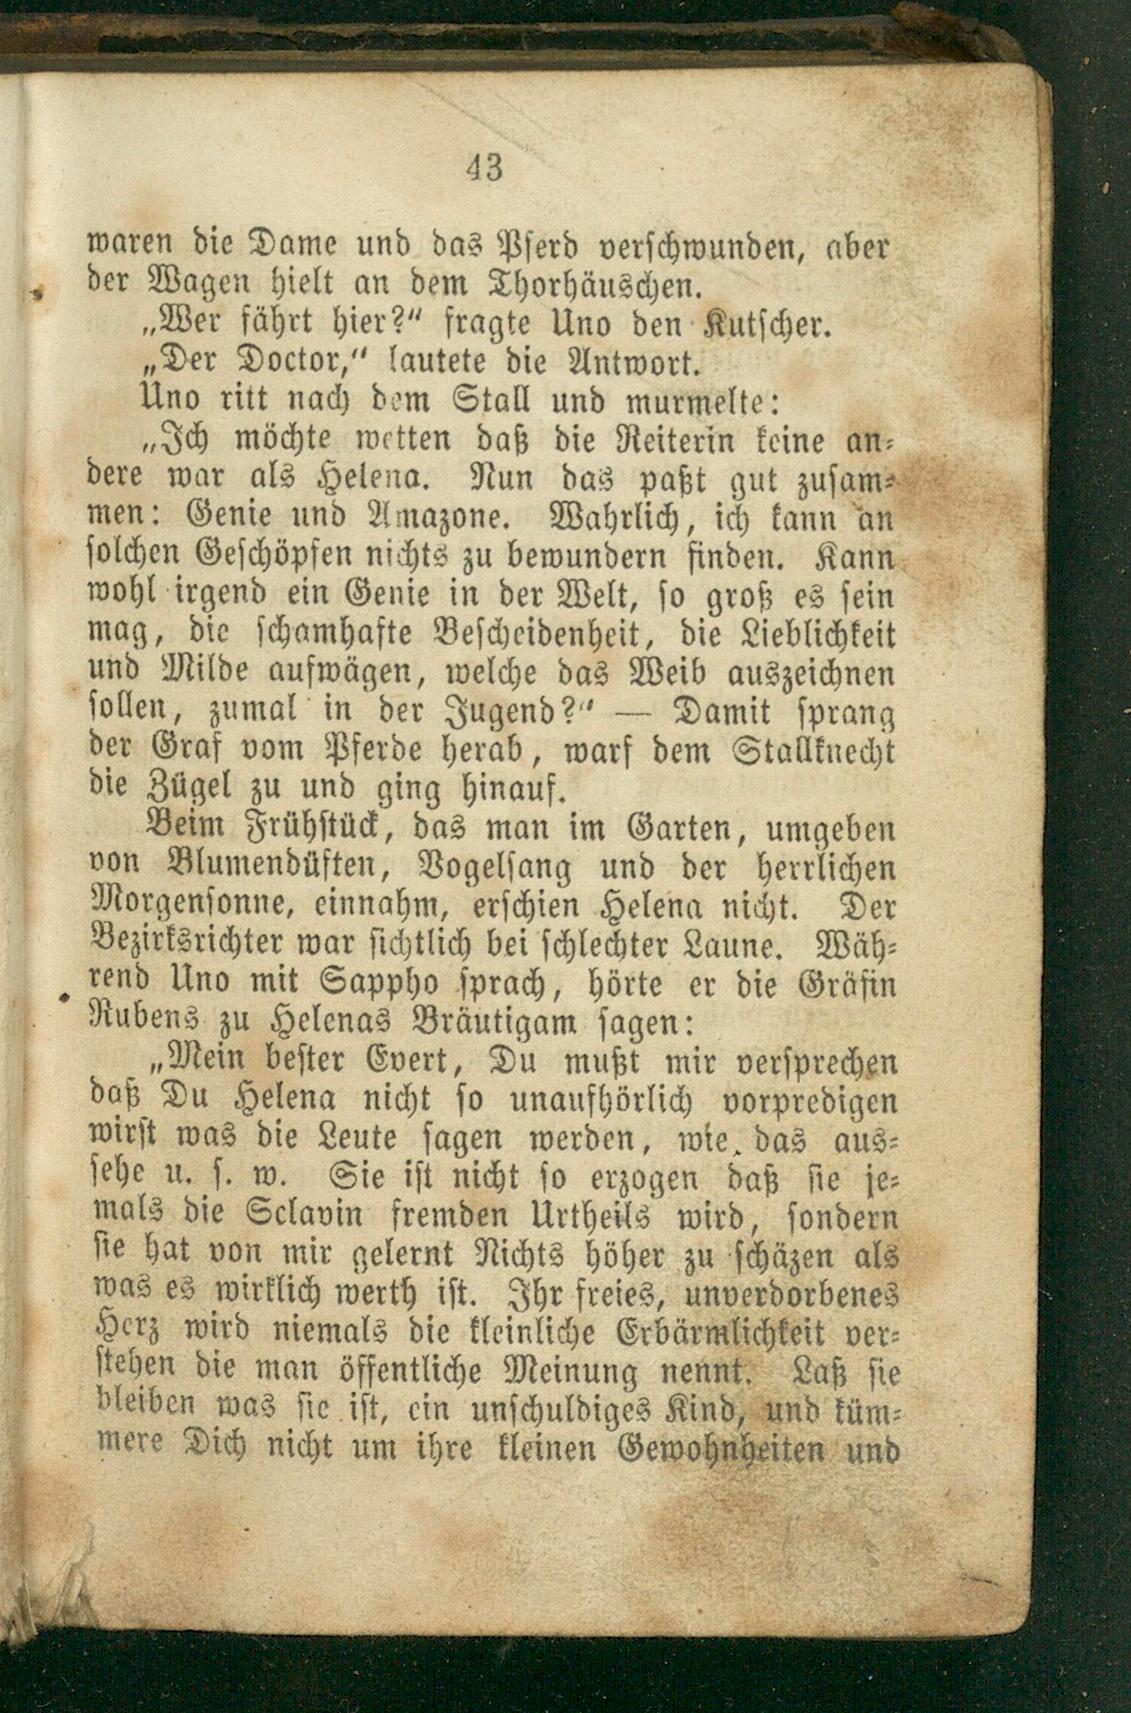 43
waren die Dame und das Pferd verschwunden, aber
der Wagen hielt an dem Thorhäuschen.
„Wer fährt hier?“ fragte Uno den Kutscher.
„Der Doctor,“ lautete die Antwort.
Uno ritt nach dem Stall und murmelte:
„Ich möchte wetten daß die Reiterin keine an-
dere war als Helena. Nun das paßt gut zusam-
men: Genie und Amazone. Wahrlich, ich kann an
solchen Geschöpfen nichts zu bewundern finden. Kann
wohl irgend ein Genie in der Welt, so groß es sein
mag, die schamhafte Bescheidenheit, die Lieblichkeit
und Milde aufwägen, welche das Weib auszeichnen
sollen, zumal in der Jugend?“ — Damit sprang
der Graf vom Pferde herab, warf dem Stallknecht
die Zügel zu und ging hinauf.
Beim Frühstück, das man im Garten, umgeben
von Blumendüften, Vogelsang und der herrlichen
Morgensonne, einnahm, erschien Helena nicht. Der
Bezirksrichter war sichtlich bei schlechter Laune. Wäh-
rend Uno mit Sappho sprach, hörte er die Gräfin
Rubens zu Helenas Bräutigam sagen:
„Mein bester Evert, Du mußt mir versprechen
daß Du Helena nicht so unaufhörlich vorpredigen
wirst was die Leute sagen werden, wie das aus-
sehe u. s. w. Sie ist nicht so erzogen daß sie je-
mals die Sclavin fremden Urtheils wird, sondern
sie hat von mir gelernt Nichts höher zu schäzen als
was es wirklich werth ist. Ihr freies, unverdorbenes
Herz wird niemals die kleinliche Erbärmlichkeit ver-
stehen die man öffentliche Meinung nennt. Laß sie
bleiben was sie ist, ein unschuldiges Kind, und küm-
mere Dich nicht um ihre kleinen Gewohnheiten und